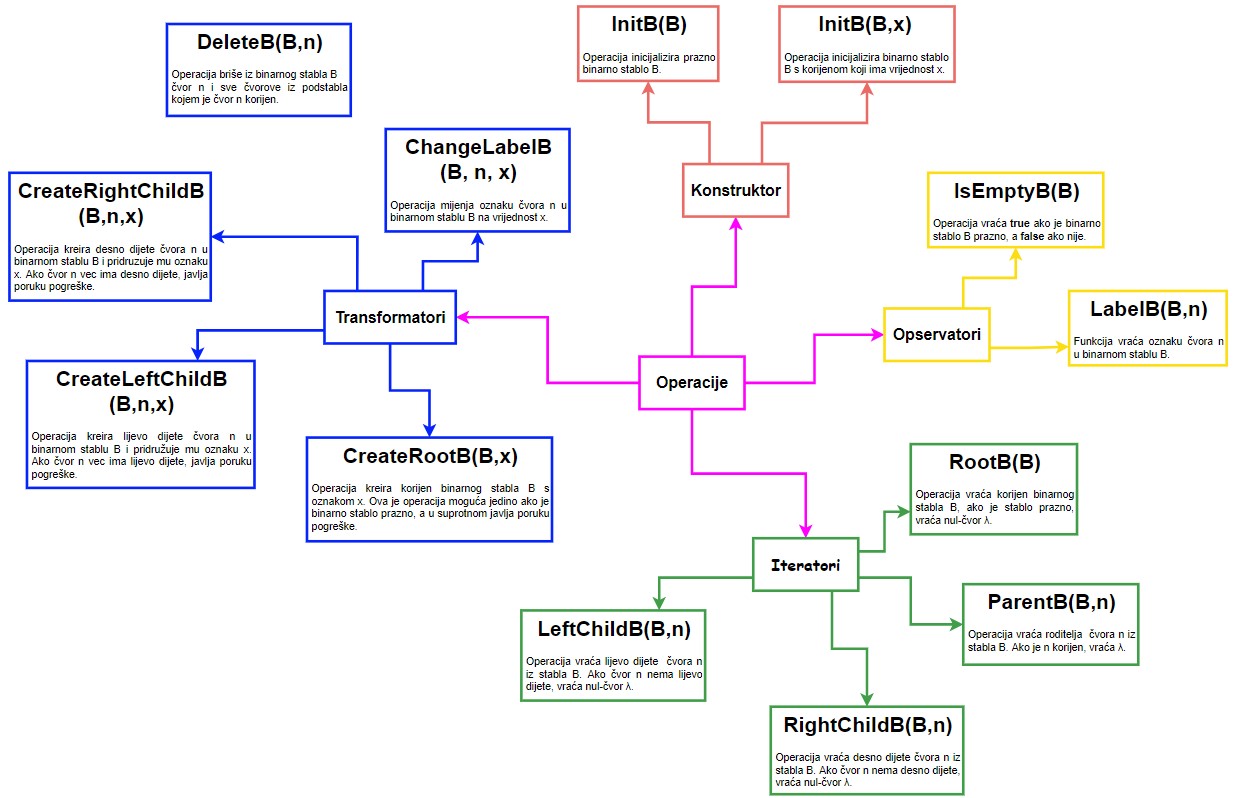 InitB(B)
Operacija inicijalizira prazno
binarno stablo B.
InitB(B,x)
Operacija inicijalizira binarno stablo
B s korijenom koji ima vrijednost x.
DeleteB(B,n)
Operacija briše iz binarnog stabla B
čvor n i sve čvorove iz podstabla
kojem je čvor n korijen.
ChangeLabelB
(B, n, x)
Operacija mijenja oznaku čvora n u
binarnom stablu B na vrijednost x.
CreateRightChildB
(B,n,x)
Operacija kreira desno dijete čvora n u
binarnom stablu B i pridruzuje mu oznaku
x. Ako čvor n vec ima desno dijete, javlja
poruku pogreške.
Konstruktor
IsEmptyB(B)
Operacija vraća true ako je binarno
stablo B prazno, a false ako nije.
Transformatori
Opservatori
LabelB(B,n)
Funkcija vraća oznaku čvora n
u binarnom stablu B.
Operacije
CreateLeftChildB
(B,n,x)
Operacija kreira lijevo dijete čvora n u
binarnom stablu B i pridružuje mu oznaku x.
Ako čvor n vec ima lijevo dijete, javlja poruku
pogreške.
CreateRootB(B,x)
Operacija kreira korijen binarnog stabla B s
oznakom x. Ova je operacija moguća jedino ako je
binarno stablo prazno, a u suprotnom javlja poruku
pogreške.
RootB(B)
Operacija vraća korijen binarnog
stabla B, ako je stablo prazno,
vraća nul-čvor λ.
Iteratori
ParentB(B,n)
Operacija vraća roditelja čvora n iz
stabla B. Ako je n korijen, vraća λ.
LeftChildB(B,n)
Operacija vraća lijevo dijete čvora n
iz stabla B. Ako čvor n nema lijevo
dijete, vraća nul-čvor λ.
RightChildB(B,n)
Operacija vraća desno dijete čvora n iz
stabla B. Ako čvor n nema desno dijete,
vraća nul-čvor λ.